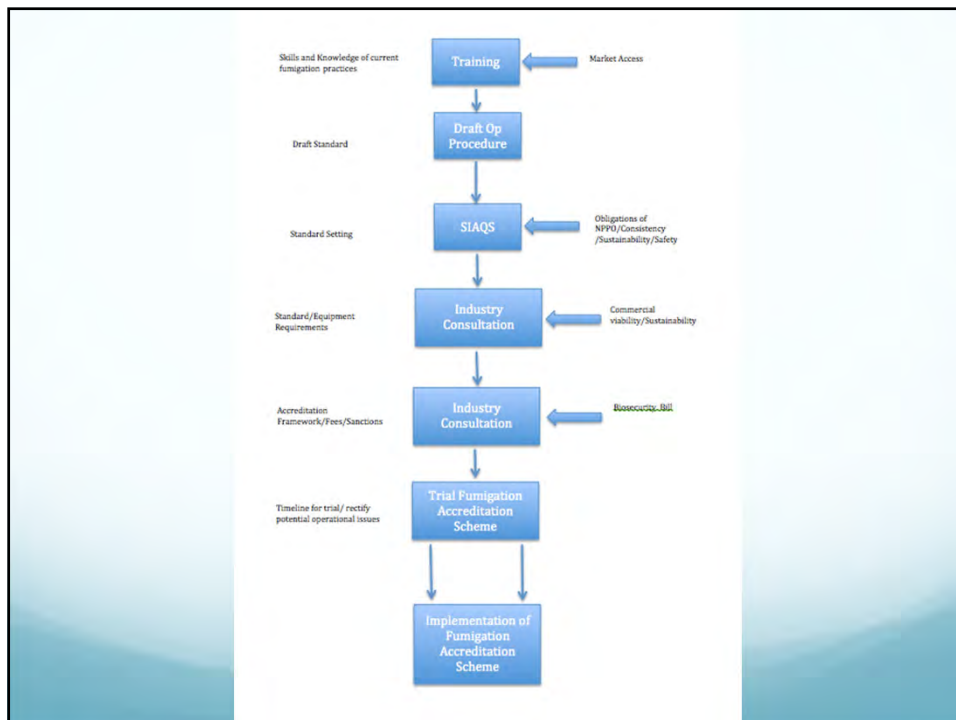 Skills and Knowledge of current
fumigation practices
Training
Market Access
Draft Op
Procedure
Draft Standard
SIAQS
Obligations of
NPPO/Consistency
/Sustainability/Safety
Standard Setting
Industry
Consultation
Standard/Equipment
Requirements
Commercial
viability/Sustainability
Industry
Consultation
Accreditation
Framework/Fees/Sanctions
Biosecurity Bill
Trial Fumigation
Accreditation
Scheme
Timeline for trial/ rectify
potential operational issues
Implementation of
Fumigation
Accreditation
Scheme